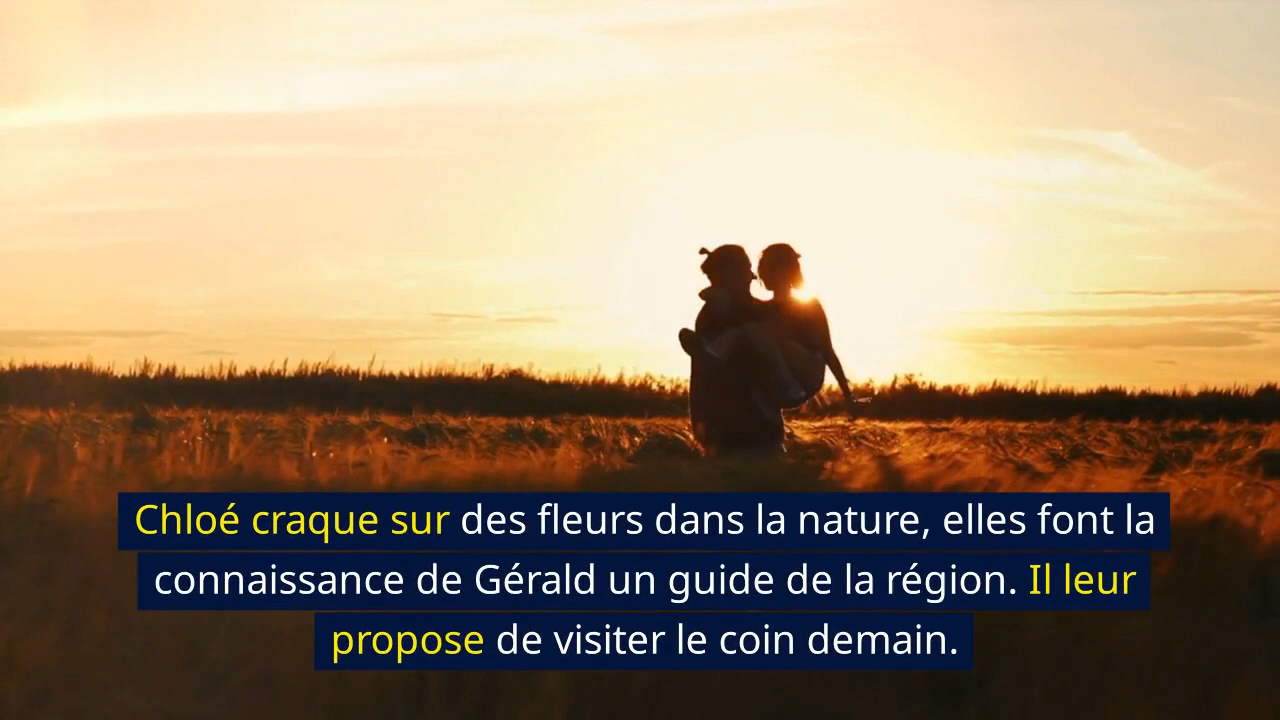 Chloé craque sur des fleurs dans la nature, elles font la
connaissance de Gérald un guide de la région. Il leur
propose de visiter le coin demain.